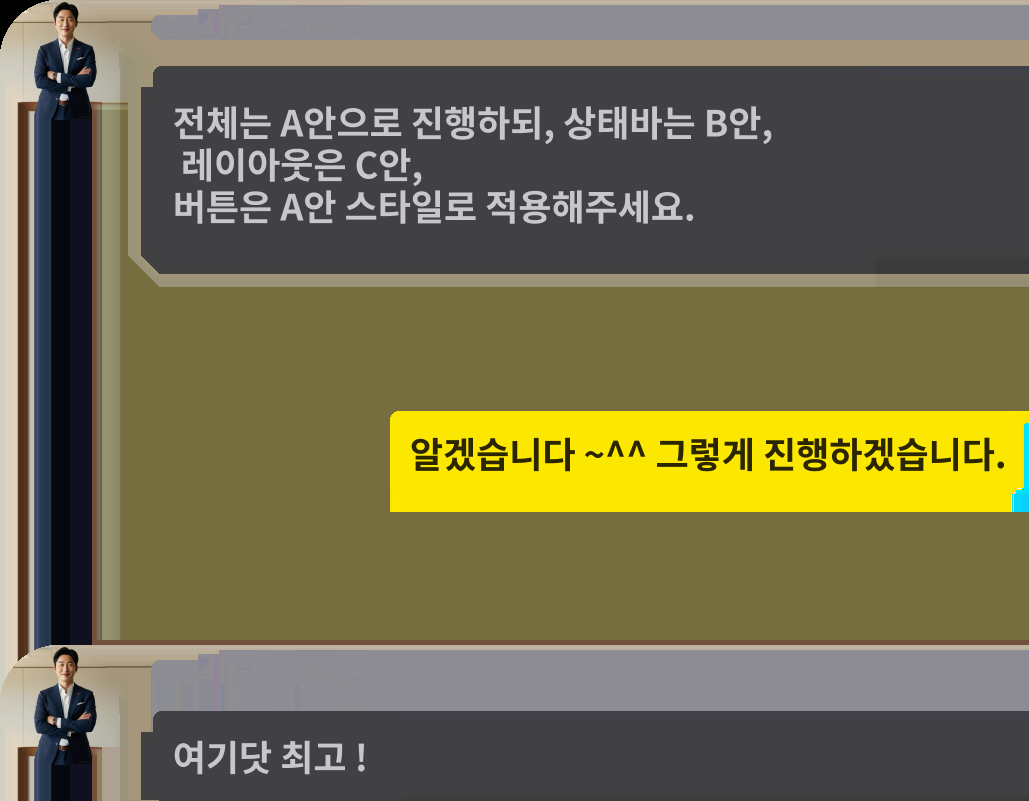 전체는 A안으로 진행하되, 상태바는 B안,
레이아웃은 C안,
버튼은 A안 스타일로 적용해주세요.
알겠습니다 ~^^ 그렇게 진행하겠습니다.
여기닷 최고 !